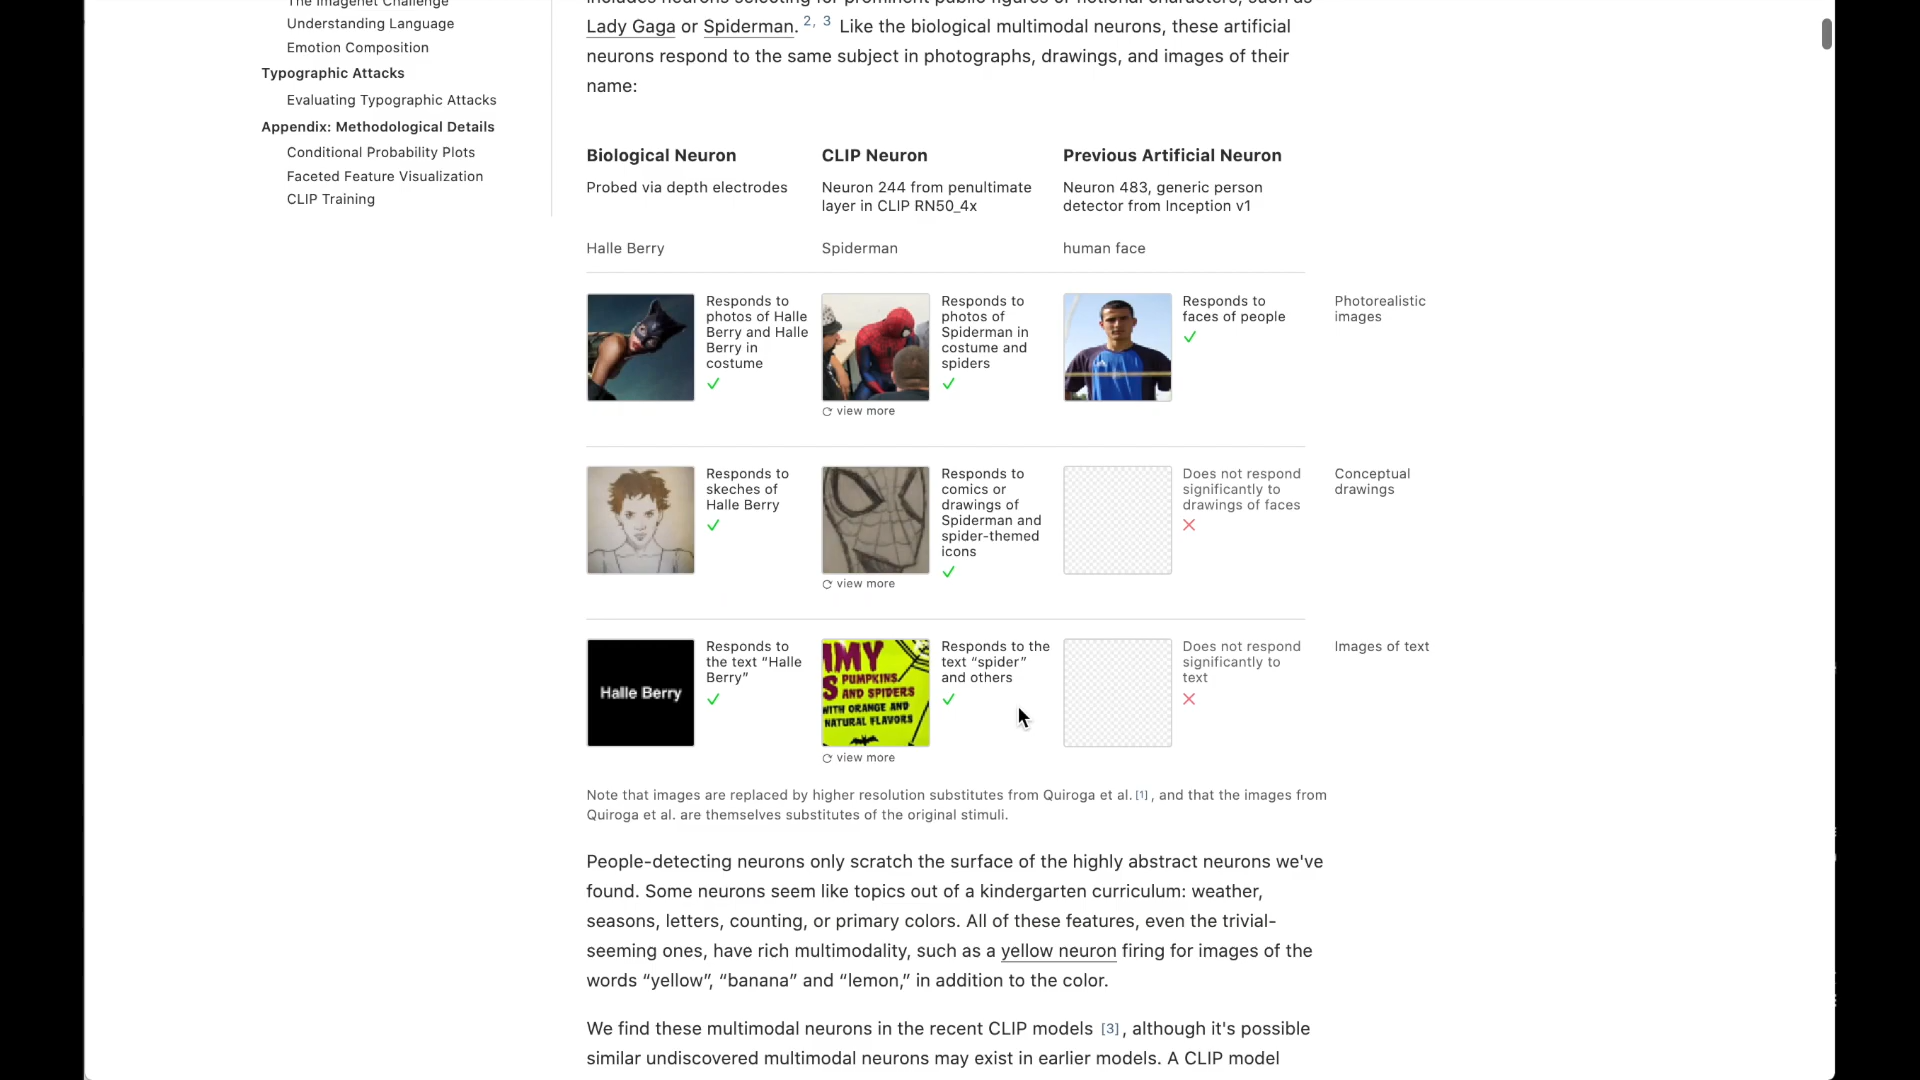 The Imagenet Challenge
Understanding Language
Emotion Composition
Typographic Attacks
Evaluating Typographic Attacks
Appendix: Methodological Details
Conditional Probability Plots
Faceted Feature Visualization
CLIP Training
includes neurons selecting for prominent public figures or fictional characters, such as
Lady Gaga or Spiderman. 2, 3 Like the biological multimodal neurons, these artificial
neurons respond to the same subject in photographs, drawings, and images of their
name:
Biological Neuron
Probed via depth electrodes
Halle Berry
CLIP Neuron
Neuron 244 from penultimate
layer in CLIP RN50_4x
Spiderman
Previous Artificial Neuron
Neuron 483, generic person
detector from Inception v1
human face
Responds to
photos of Halle
Berry and Halle
Berry in
costume
Responds to
photos of
Spiderman in
costume and
spiders
view more
Responds to
faces of people
Photorealistic
images
Responds to
skeches of
Halle Berry
Responds to
comics or
drawings of
Spiderman and
spider-themed
icons
view more
Does not respond
significantly to
drawings of faces
Conceptual
drawings
Halle Berry
Responds to
the text “Halle
Berry”
IMY
S PUMPKINS
AND SPIDERS
WITH ORANGE AND
NATURAL FLAVORS
Responds to the
text “spider”
and others
view more
Does not respond
significantly to
text
Images of text
Note that images are replaced by higher resolution substitutes from Quiroga et al. [1], and that the images from
Quiroga et al. are themselves substitutes of the original stimuli.
People-detecting neurons only scratch the surface of the highly abstract neurons we've
found. Some neurons seem like topics out of a kindergarten curriculum: weather,
seasons, letters, counting, or primary colors. All of these features, even the trivial-
seeming ones, have rich multimodality, such as a yellow neuron firing for images of the
words “yellow”, “banana” and “lemon,” in addition to the color.
We find these multimodal neurons in the recent CLIP models [3], although it's possible
similar undiscovered multimodal neurons may exist in earlier models. A CLIP model